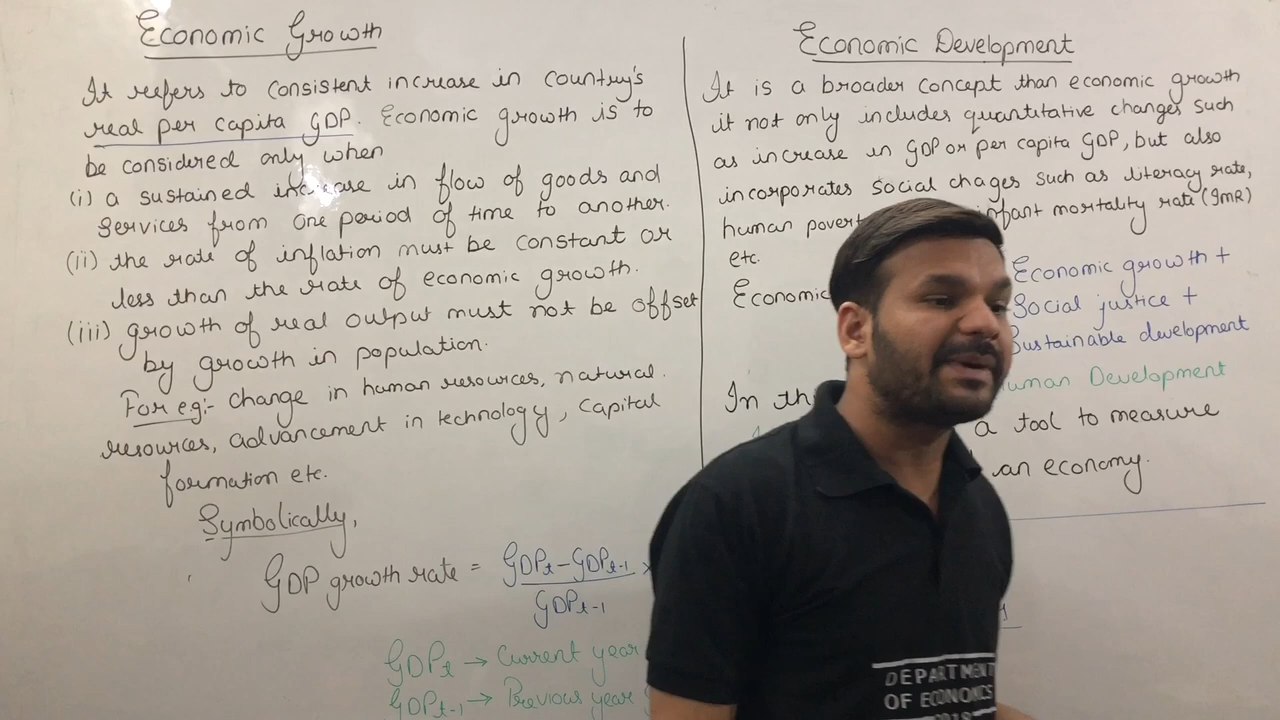 Economic Growth
It refers to consistent increase in country's
real per capita GDP. Economic growth is to
be considered only when
(i) a sustained increase in flow of goods and
services from one period of time to another.
(ii) the rate of inflation must be constant or
less than the rate of economic growth.
(iii) growth of real output must not be offset
by growth in population.
For eg:- change in human resources, natural
resources, advancement in technology, capital
formation etc.
Symbolically,
GDP growth rate = GDPt - GDPt-1
GDPt-1
GDPt → Current year
GDPt-1 → Previous year
Economic Development
It is a broader concept than economic growth
it not only includes quantitative changes such
as increase in GDP or per capita GDP, but also
incorporates social chages such as literacy rate,
human infant mortality rate (IMR)
etc.
Economic Economic growth +
Social justice +
Sustainable development
In Development
a tool to measure
an economy.
DEPARTMENT
OF ECONOMICS